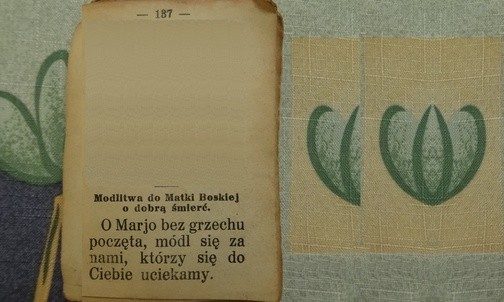 — 137 —
Modlitwa do Matki Boskiej
o dobrą śmierć.
O Marjo bez grzechu
poczęta, módl się za
nami, którzy się do
Ciebie uciekamy.